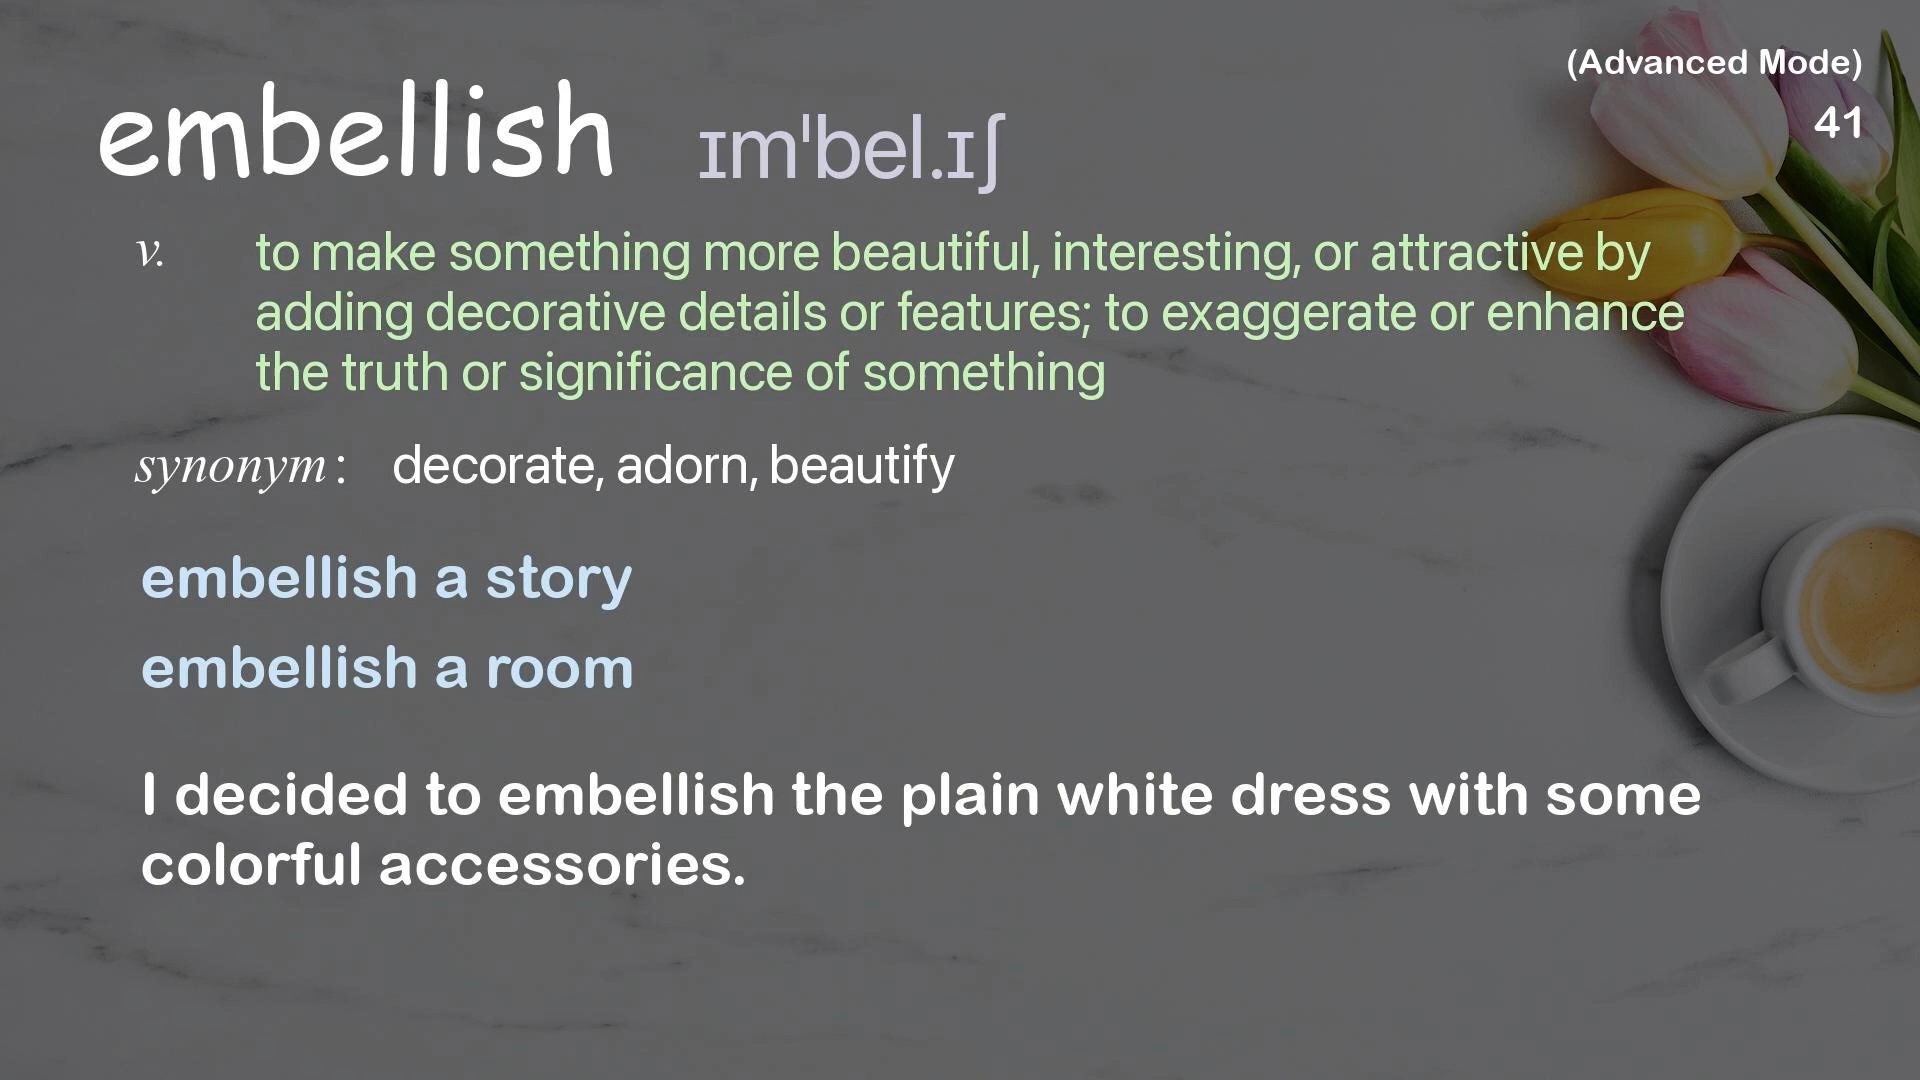 (Advanced Mode)
41
embellish ɪmˈbel.ɪʃ
v. to make something more beautiful, interesting, or attractive by
adding decorative details or features; to exaggerate or enhance
the truth or significance of something
synonym : decorate, adorn, beautify
embellish a story
embellish a room
I decided to embellish the plain white dress with some
colorful accessories.